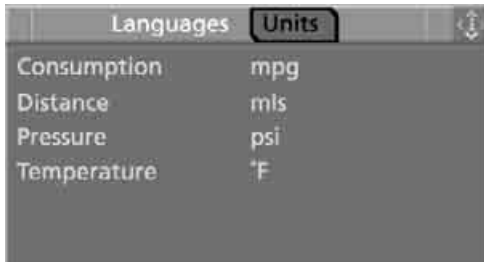 Languages Units
Consumption mpg
Distance mls
Pressure psi
Temperature °F